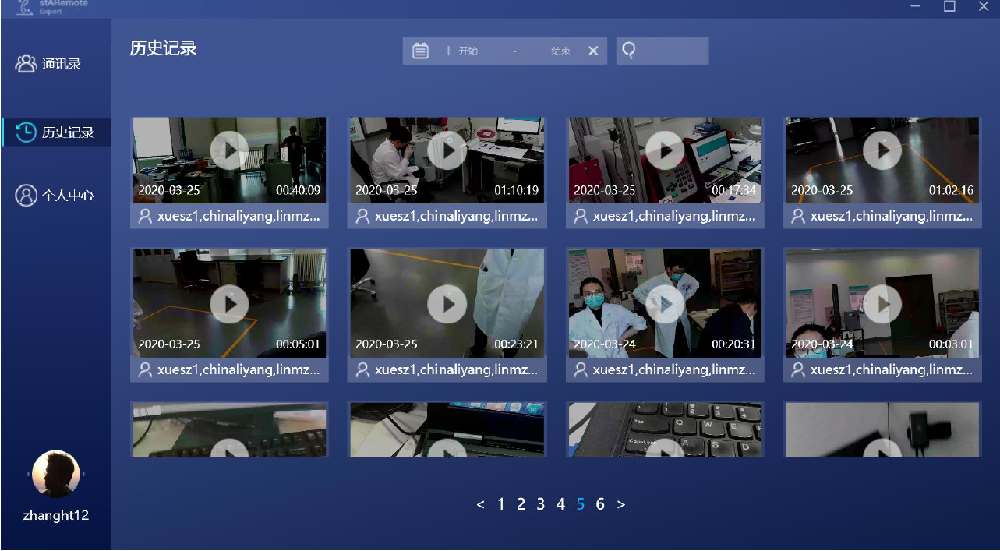 stARemote
Expert
通讯录
历史记录
个人中心
zhanght12
历史记录
开始 - 结束
2020-03-25 00:40:09
xuesz1,chinaliyang,linmz...
2020-03-25 01:10:19
xuesz1,chinaliyang,linmz...
2020-03-25 00:17:34
xuesz1,chinaliyang,linmz...
2020-03-25 01:02:16
xuesz1,chinaliyang,linmz...
2020-03-25 00:05:01
xuesz1,chinaliyang,linmz...
2020-03-25 00:23:21
xuesz1,chinaliyang,linmz...
2020-03-24 00:20:31
xuesz1,chinaliyang,linmz...
2020-03-24 00:03:01
xuesz1,chinaliyang,linmz...
Tab Q W E
CapsLock A S D
< 1 2 3 4 5 6 >